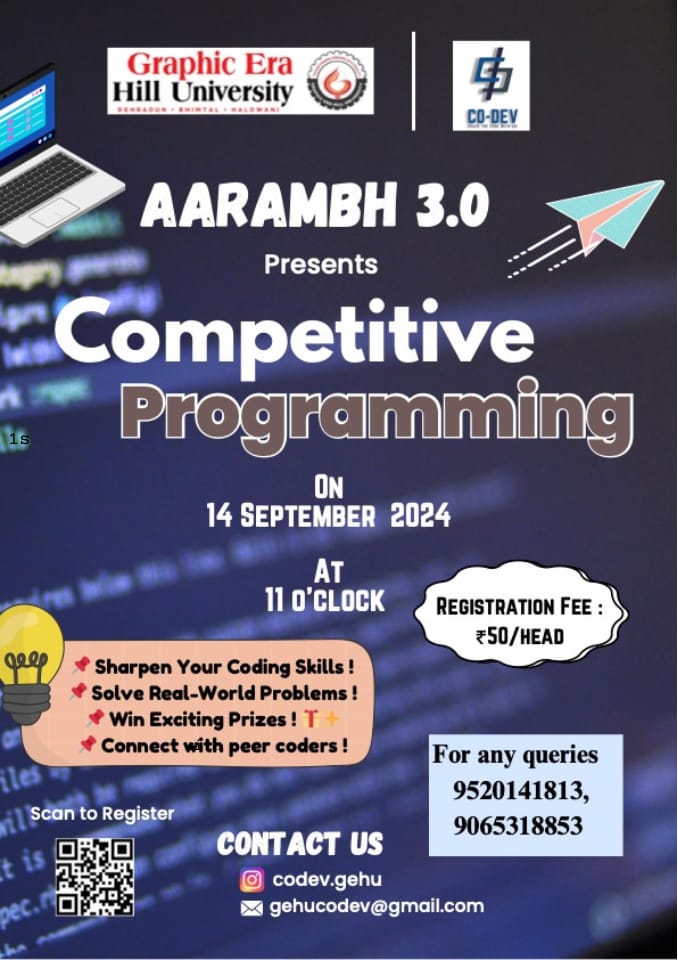 Graphic Era
Hill University
DEHRADUN • BHIMTAL • HALDWANI
CO-DEV
AARAMBH 3.0
Presents
Competitive
Programming
1s
On
14 September 2024
At
11 o'clock
Registration Fee :
₹50/head
📌 Sharpen Your Coding Skills !
📌 Solve Real-World Problems !
📌 Win Exciting Prizes ! 🎁✨
📌 Connect with peer coders !
For any queries
9520141813,
9065318853
Scan to Register
CONTACT US
codev.gehu
gehucodev@gmail.com